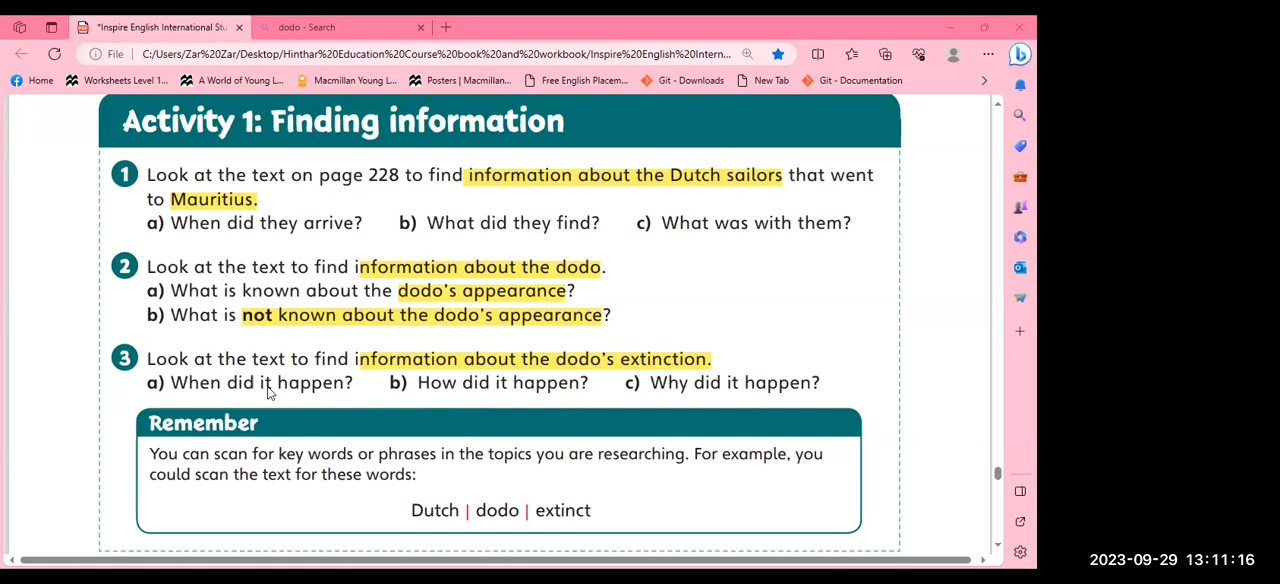 *Inspire English International Stu
dodo - Search
File
C:/Users/Zar%20Zar/Desktop/Hinthar%20Education%20Course%20book%20and%20workbook/Inspire%20English%20Intern...
Home
Worksheets Level 1...
A World of Young L...
Macmillan Young L...
Posters | Macmillan...
Free English Placem...
Git - Downloads
New Tab
Git - Documentation
Activity 1: Finding information
1 Look at the text on page 228 to find information about the Dutch sailors that went
to Mauritius.
a) When did they arrive? b) What did they find? c) What was with them?
2 Look at the text to find information about the dodo.
a) What is known about the dodo's appearance?
b) What is not known about the dodo's appearance?
3 Look at the text to find information about the dodo's extinction.
a) When did it happen? b) How did it happen? c) Why did it happen?
Remember
You can scan for key words or phrases in the topics you are researching. For example, you
could scan the text for these words:
Dutch | dodo | extinct
2023-09-29 13:11:16